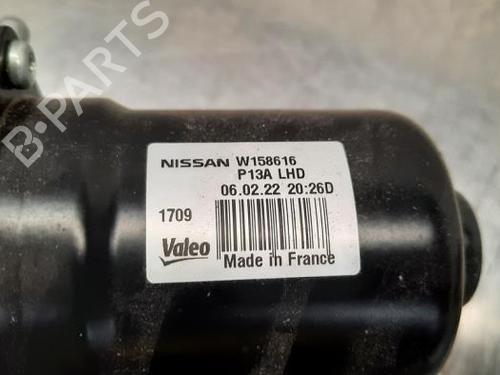 B-PARTS
NISSAN W158616
P13A LHD
06.02.22 20:26D
1709
Valeo
Made in France